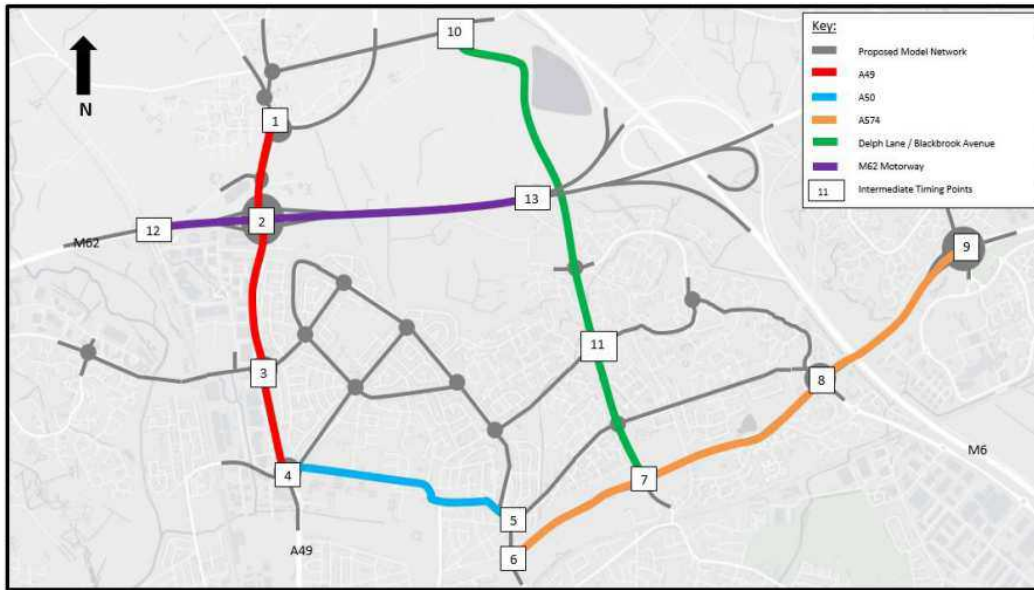 Key:
Proposed Model Network
A49
A50
A574
Delph Lane / Blackbrook Avenue
M62 Motorway
11 Intermediate Timing Points
N
10
1
13
2
12
M62
9
11
3
8
4
7
M6
5
A49
6